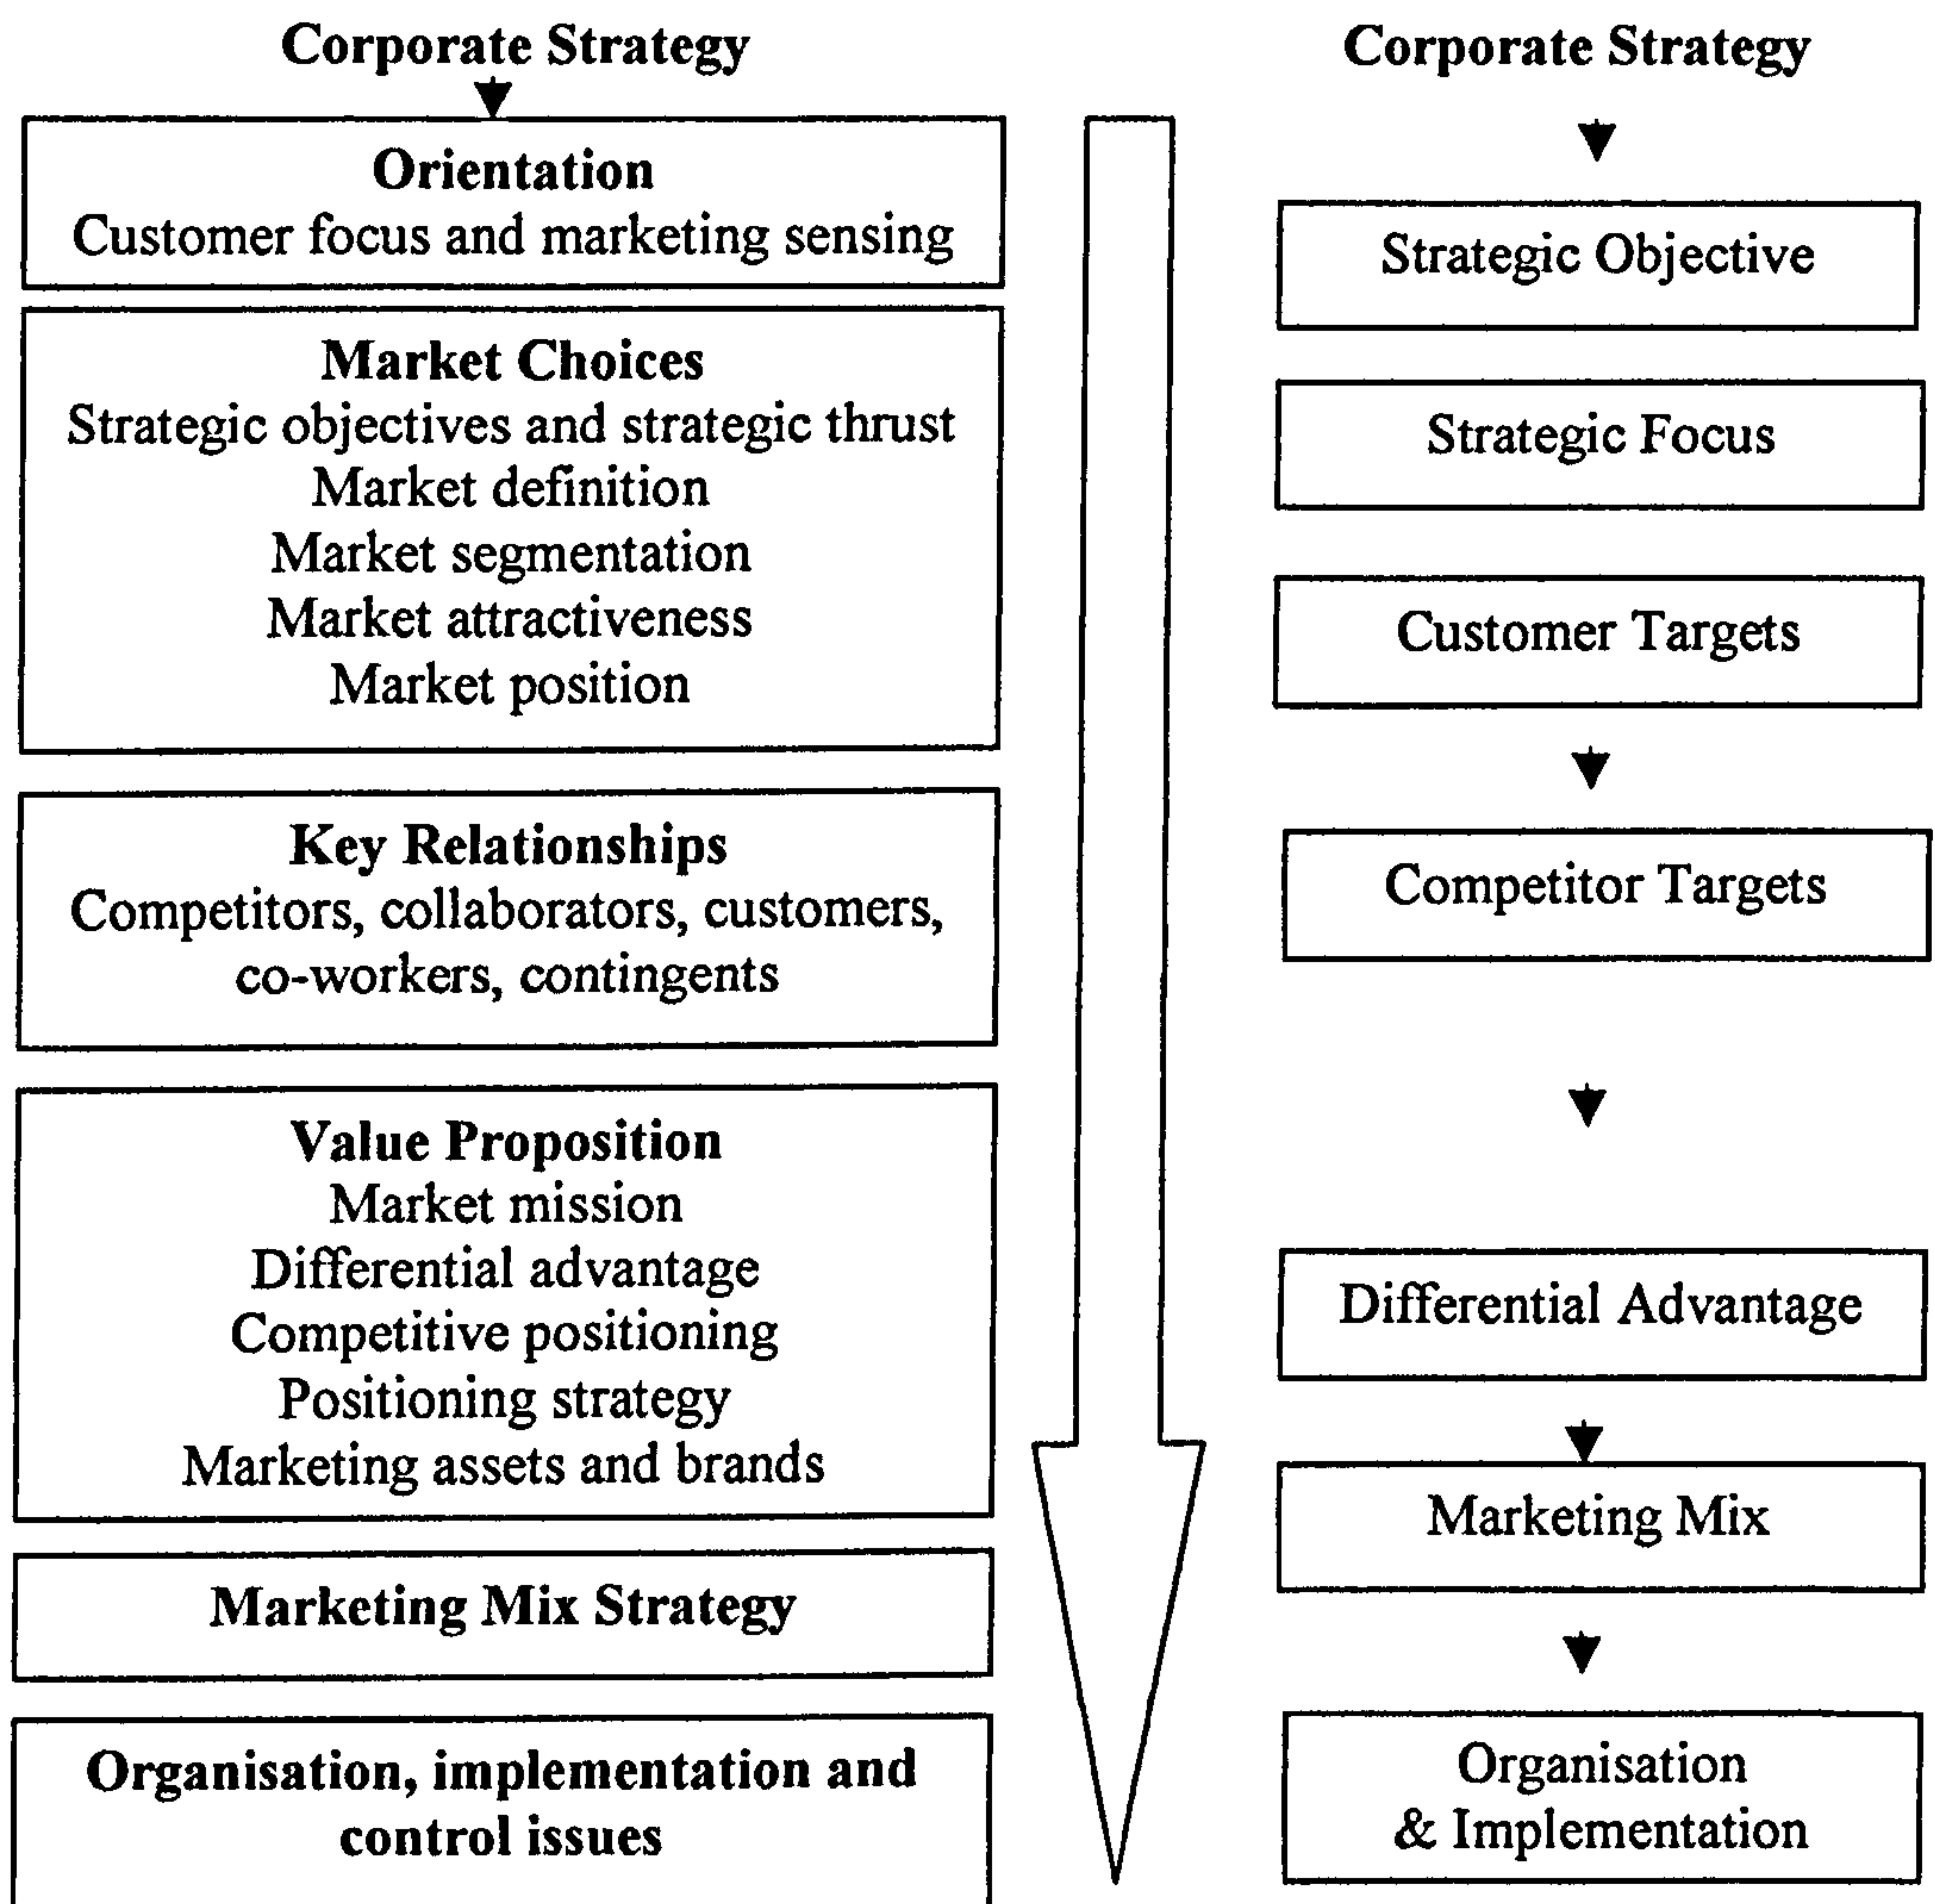 Corporate Strategy
Orientation
Customer focus and marketing sensing
Market Choices
Strategic objectives and strategic thrust
Market definition
Market segmentation
Market attractiveness
Market position
Key Relationships
Competitors, collaborators, customers,
co-workers, contingents
Value Proposition
Market mission
Differential advantage
Competitive positioning
Positioning strategy
Marketing assets and brands
Marketing Mix Strategy
Organisation, implementation and
control issues
Corporate Strategy
Strategic Objective
Strategic Focus
Customer Targets
Competitor Targets
Differential Advantage
Marketing Mix
Organisation
& Implementation